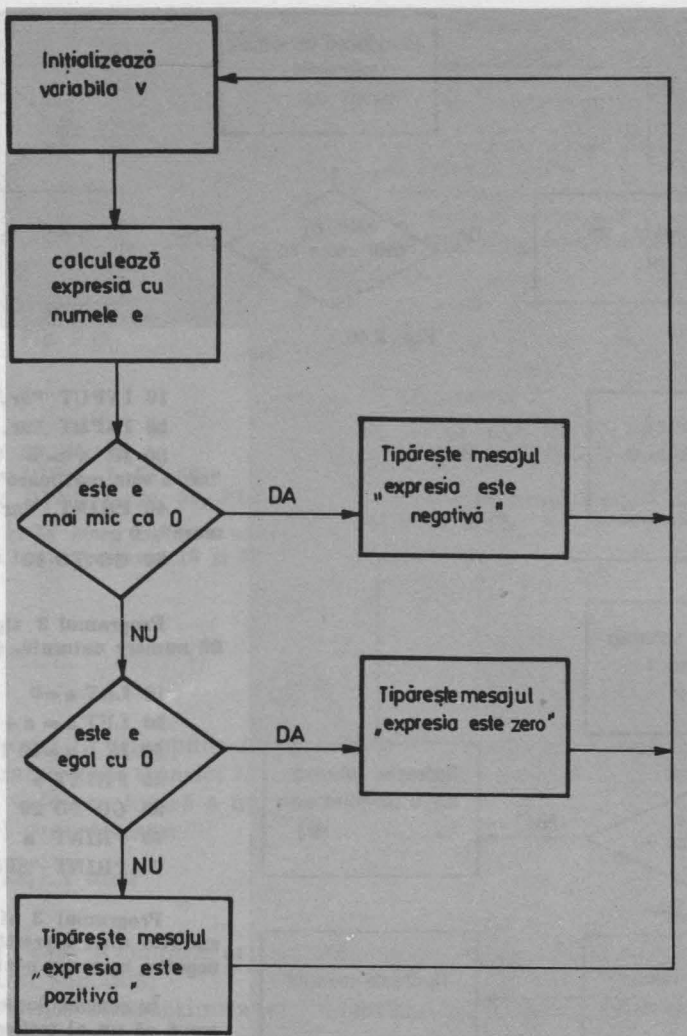 Inițializează
variabila v
calculează
expresia cu
numele e
este e
mai mic ca 0
DA
Tipărește mesajul
„expresia este
negativă"
NU
este e
egal cu 0
DA
Tipărește mesajul
„expresia este zero"
NU
Tipărește mesajul
„expresia este
pozitivă"